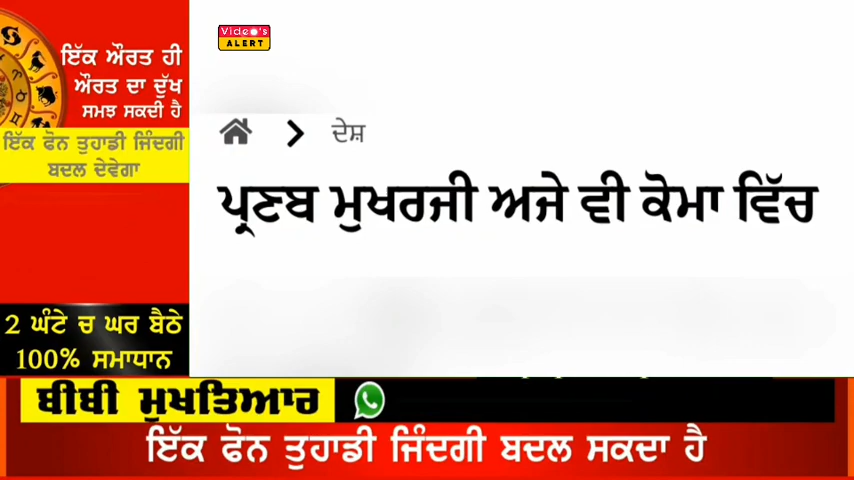 Video's
ALERT
ਇੱਕ ਔਰਤ ਹੀ
ਔਰਤ ਦਾ ਦੁੱਖ
ਸਮਝ ਸਕਦੀ ਹੈ
ਇੱਕ ਫੋਨ ਤੁਹਾਡੀ ਜਿੰਦਗੀ
ਬਦਲ ਦੇਵੇਗਾ
ਦੇਸ਼
ਪ੍ਰਣਬ ਮੁਖਰਜੀ ਅਜੇ ਵੀ ਕੋਮਾ ਵਿੱਚ
2 ਘੰਟੇ ਚ ਘਰ ਬੈਠੇ
100% ਸਮਾਧਾਨ
ਬੀਬੀ ਮੁਖਤਿਆਰ
ਇੱਕ ਫੋਨ ਤੁਹਾਡੀ ਜਿੰਦਗੀ ਬਦਲ ਸਕਦਾ ਹੈ